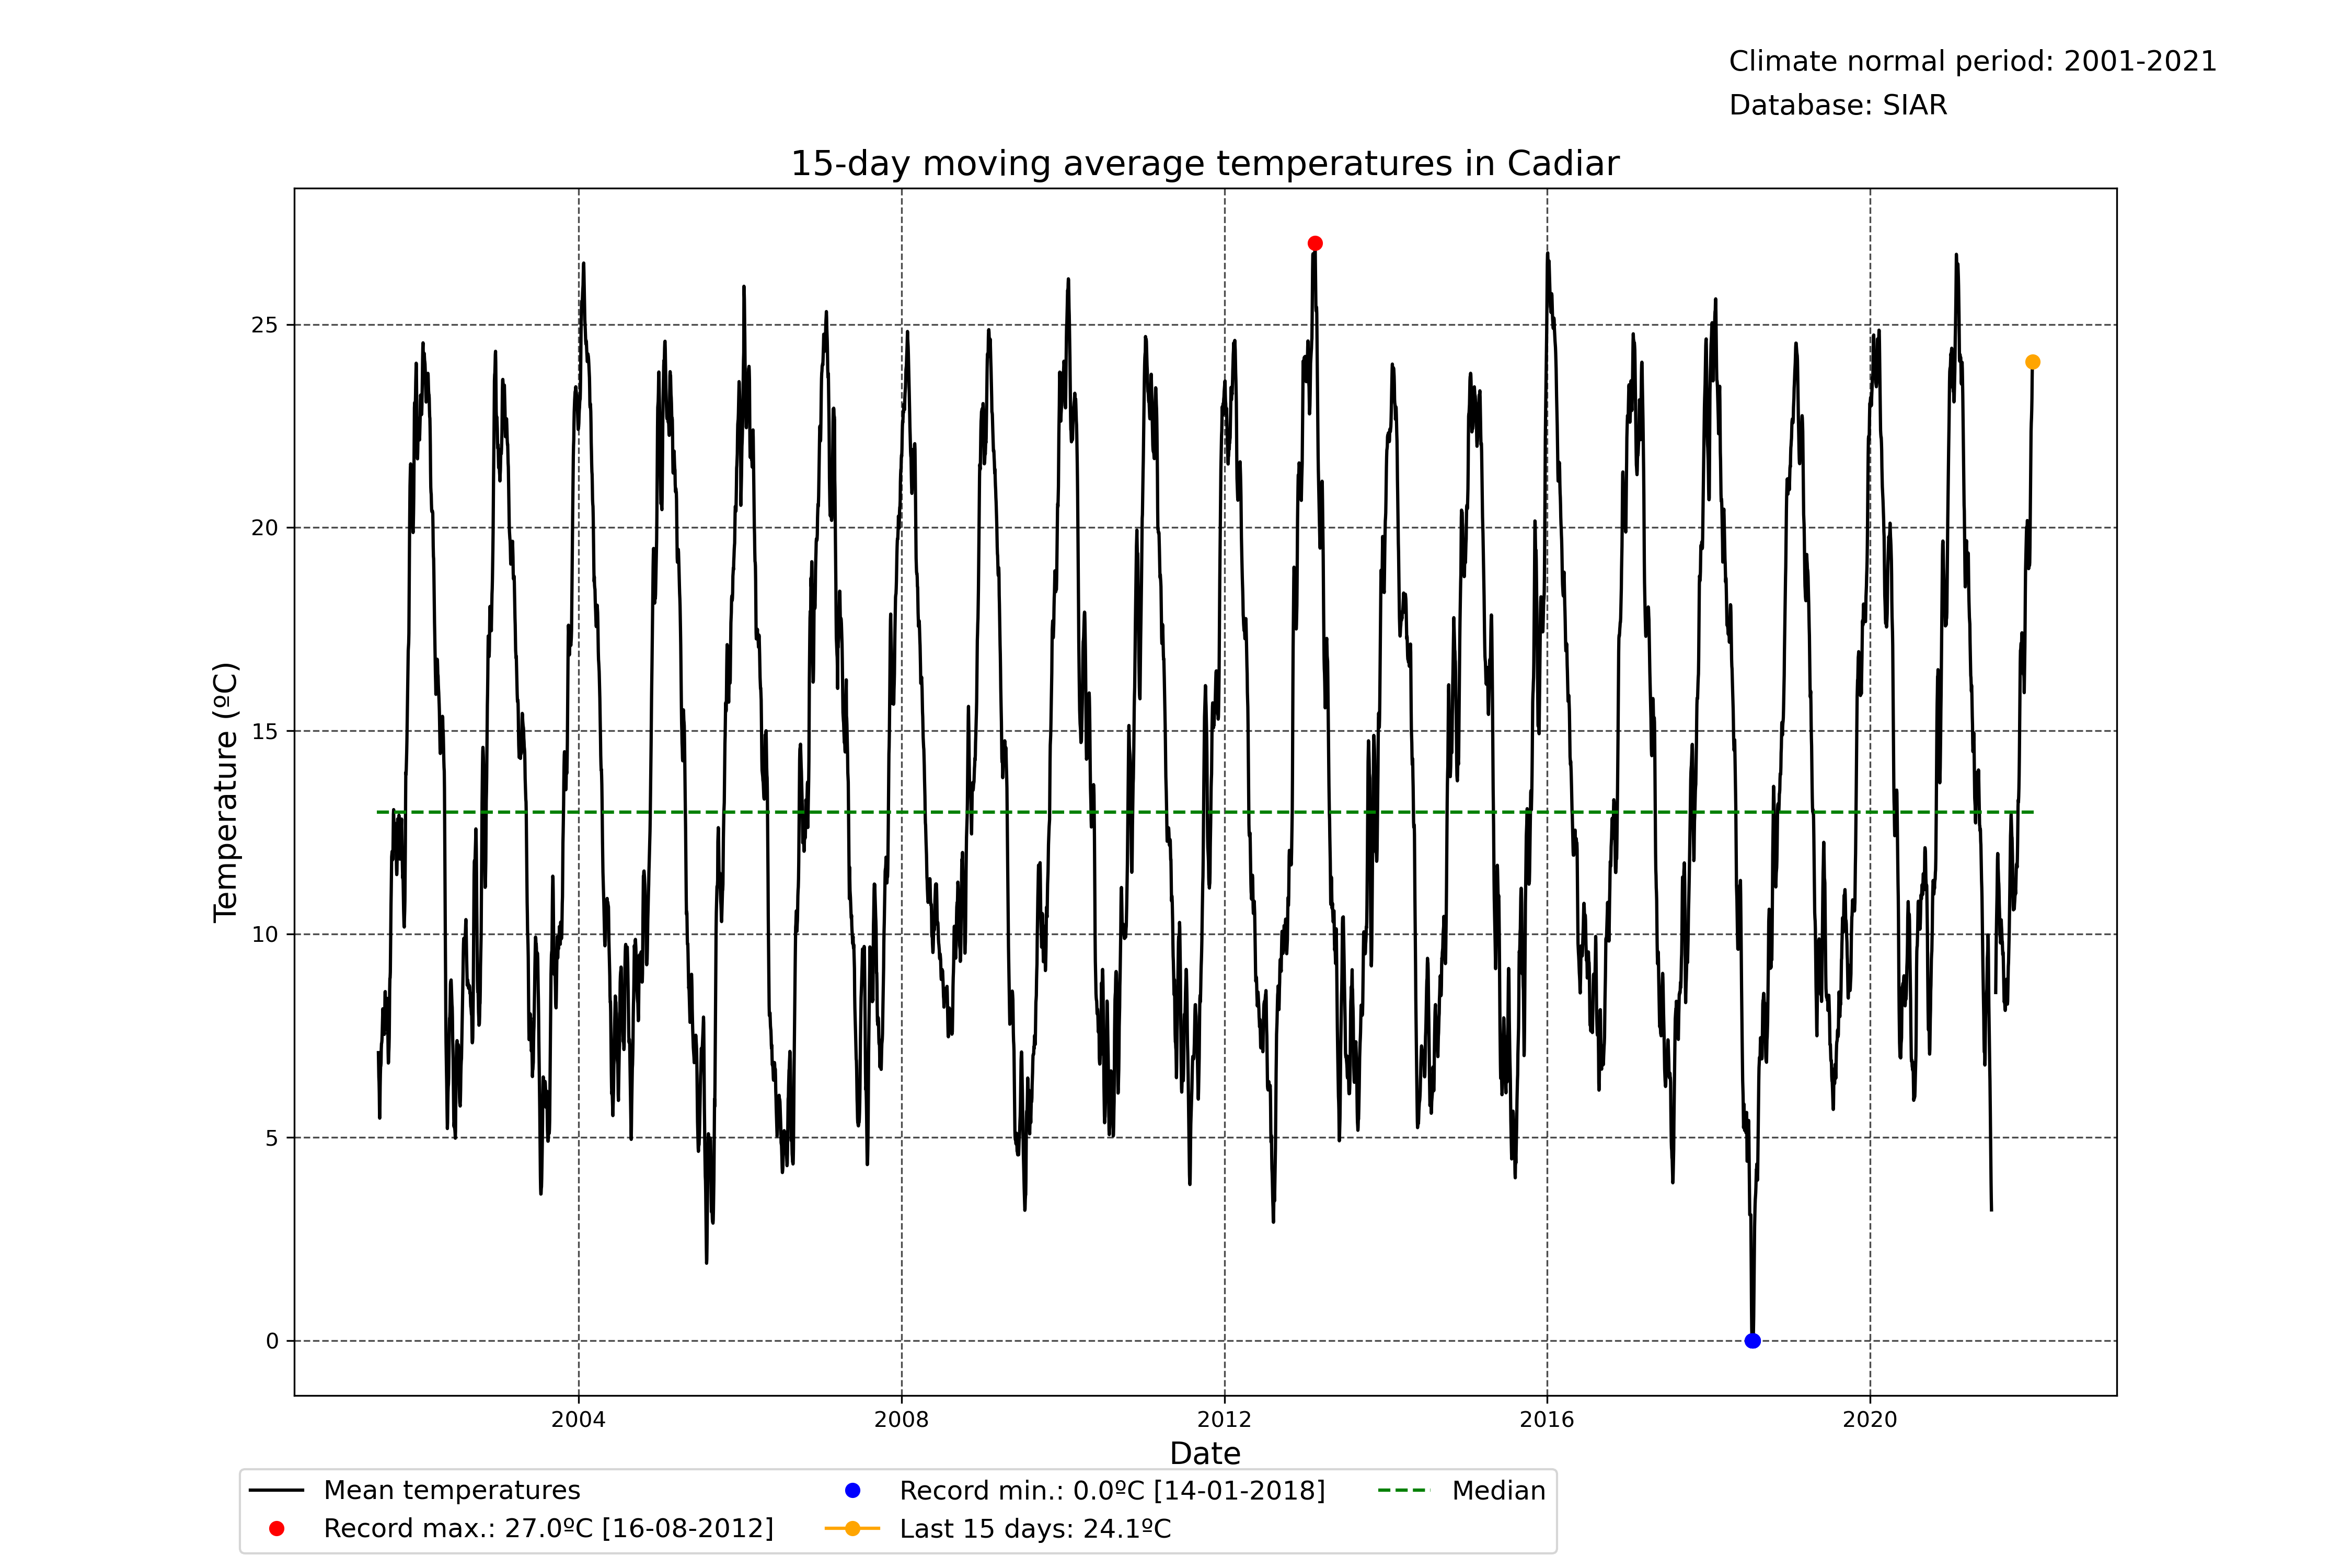 Climate normal period: 2001-2021
Database: SIAR
15-day moving average temperatures in Cadiar
25
20
15
10
5
0
Temperature (ºC)
2004 2008 2012 2016 2020
Date
Mean temperatures
Record max.: 27.0ºC [16-08-2012]
Record min.: 0.0ºC [14-01-2018]
Last 15 days: 24.1ºC
Median